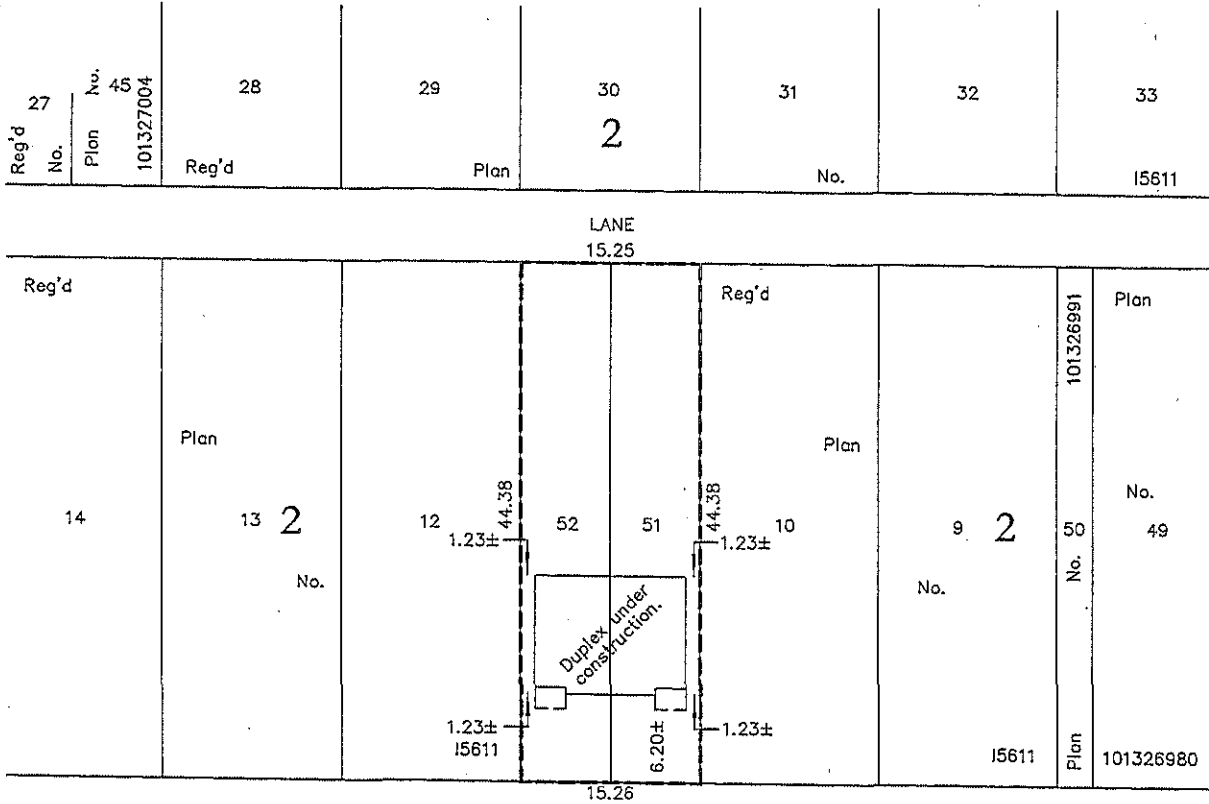 27
Reg'd
No.
No. 45
Plan
101327004
28
29
30
31
32
33
2
Reg'd
Plan
No.
15611
LANE
15.25
Reg'd
Reg'd
101326991
Plan
Plan
Plan
44.38
44.38
No.
14
13
2
12
52
51
10
9
2
50
49
1.23±
1.23±
No.
No.
No.
Duplex under
construction.
1.23±
1.23±
6.20±
15611
15611
Plan
101326980
15.26